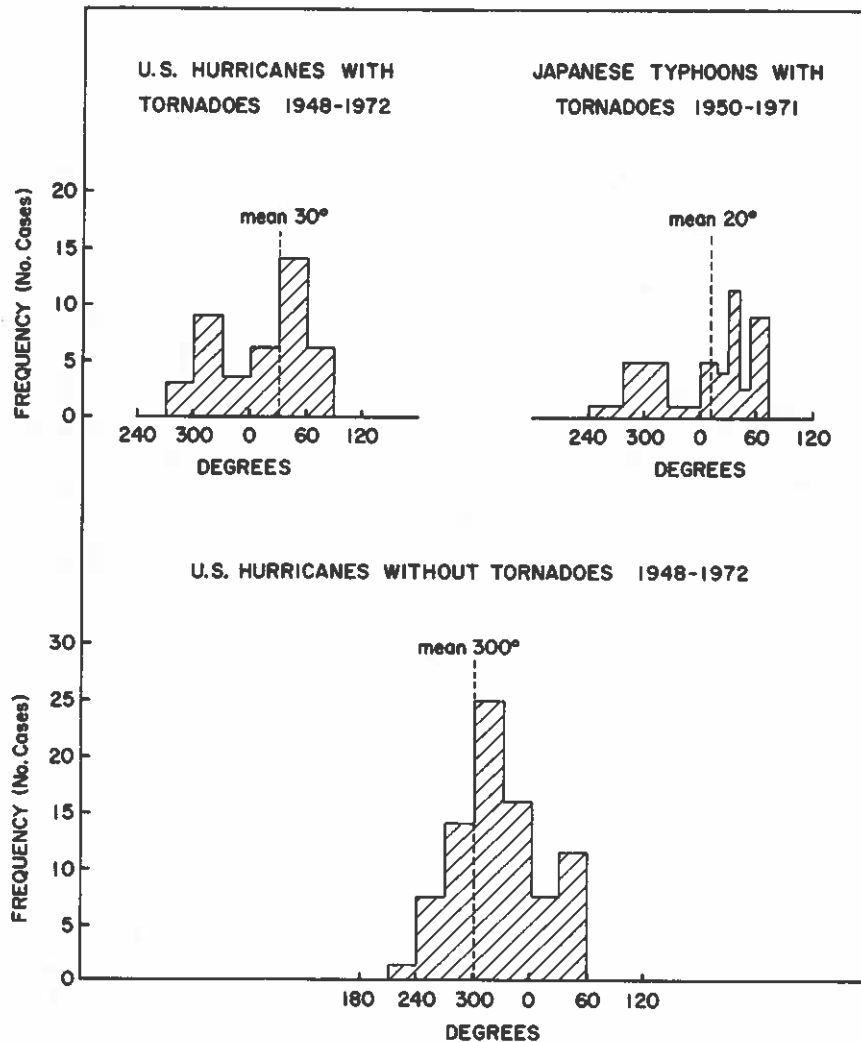 U.S. HURRICANES WITH
TORNADOES 1948-1972
JAPANESE TYPHOONS WITH
TORNADOES 1950-1971
FREQUENCY (No. Cases)
20
15
10
5
0
mean 30°
240 300 0 60 120
DEGREES
mean 20°
240 300 0 60 120
DEGREES
U.S. HURRICANES WITHOUT TORNADOES 1948-1972
FREQUENCY (No. Cases)
30
25
20
15
10
5
0
mean 300°
180 240 300 0 60 120
DEGREES